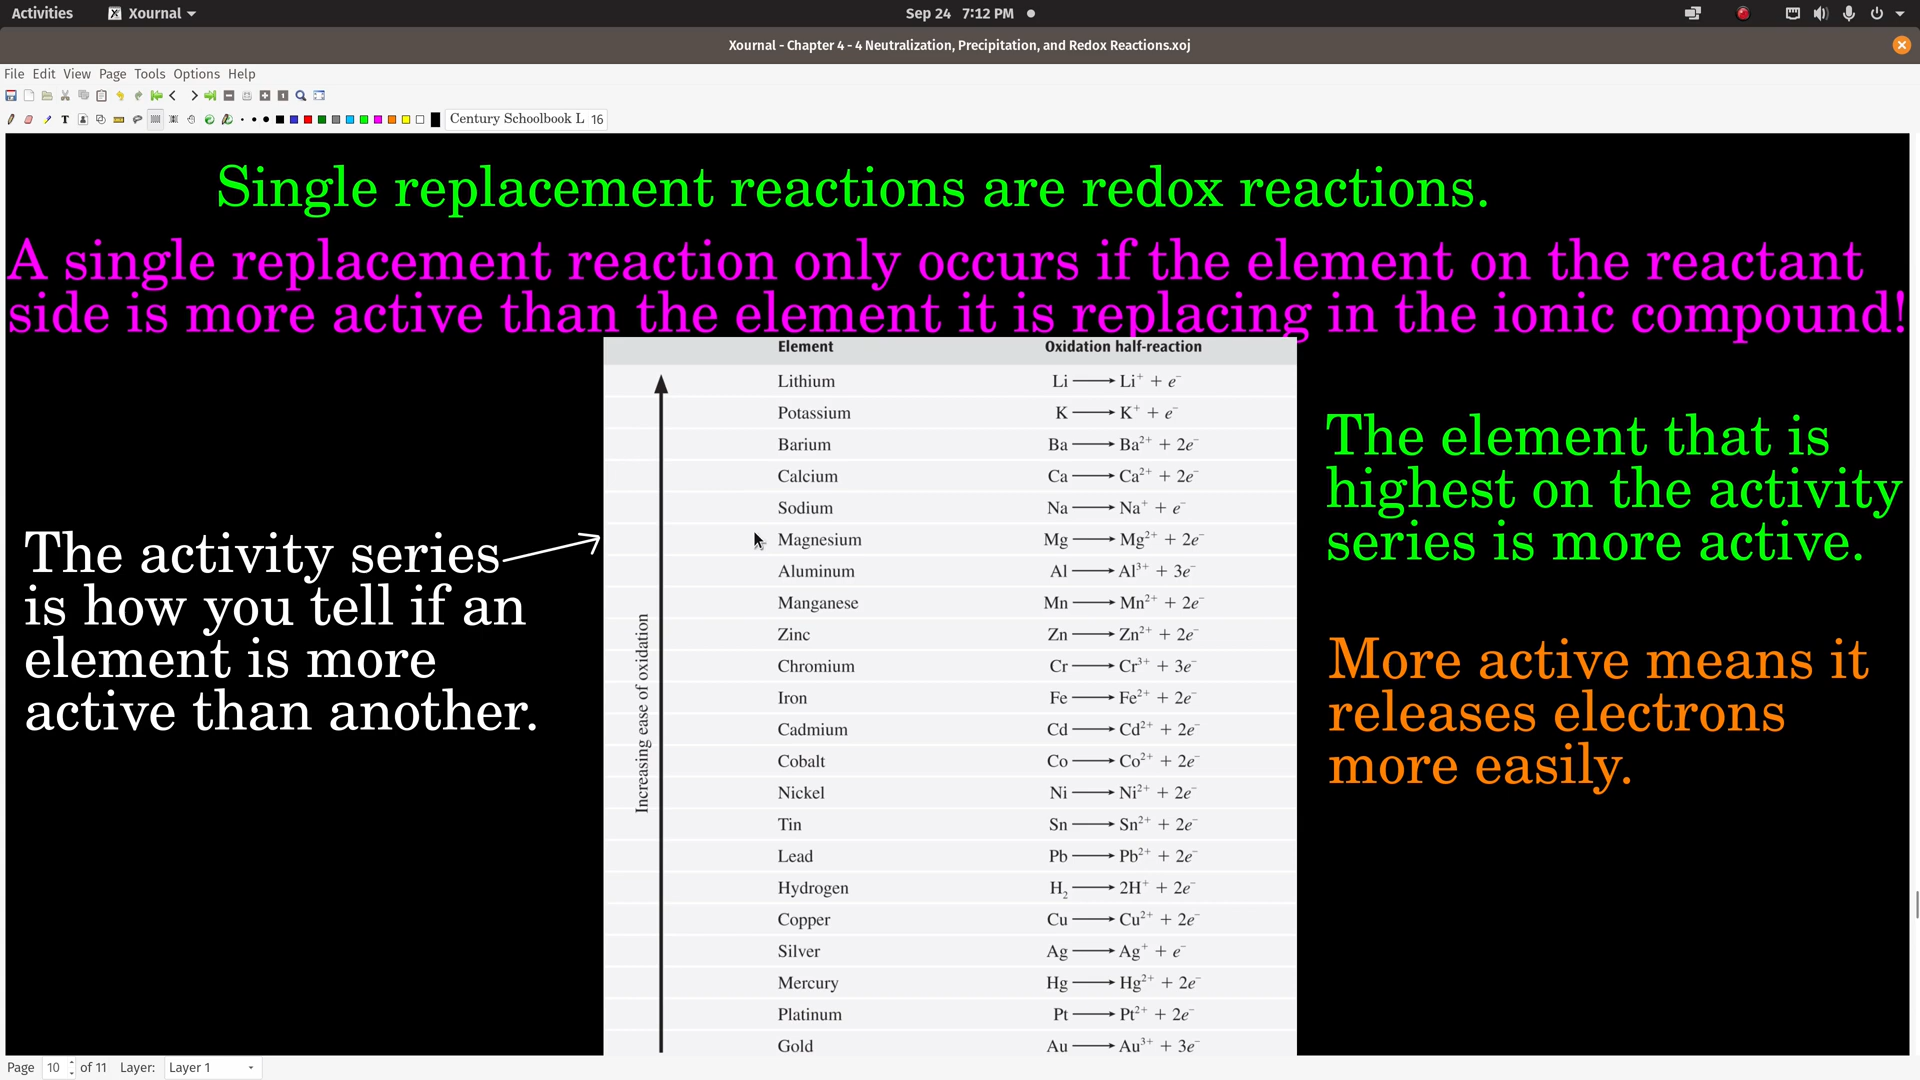 Activities Xournal Sep 24 7:12 PM
Xournal - Chapter 4 - 4 Neutralization, Precipitation, and Redox Reactions.xoj
File Edit View Page Tools Options Help
Century Schoolbook L 16
Single replacement reactions are redox reactions.
A single replacement reaction only occurs if the element on the reactant
side is more active than the element it is replacing in the ionic compound!
The activity series
is how you tell if an
element is more
active than another.
Increasing ease of oxidation
Element Oxidation half-reaction
Lithium Li ⟶ Li⁺ + e⁻
Potassium K ⟶ K⁺ + e⁻
Barium Ba ⟶ Ba²⁺ + 2e⁻
Calcium Ca ⟶ Ca²⁺ + 2e⁻
Sodium Na ⟶ Na⁺ + e⁻
Magnesium Mg ⟶ Mg²⁺ + 2e⁻
Aluminum Al ⟶ Al³⁺ + 3e⁻
Manganese Mn ⟶ Mn²⁺ + 2e⁻
Zinc Zn ⟶ Zn²⁺ + 2e⁻
Chromium Cr ⟶ Cr³⁺ + 3e⁻
Iron Fe ⟶ Fe²⁺ + 2e⁻
Cadmium Cd ⟶ Cd²⁺ + 2e⁻
Cobalt Co ⟶ Co²⁺ + 2e⁻
Nickel Ni ⟶ Ni²⁺ + 2e⁻
Tin Sn ⟶ Sn²⁺ + 2e⁻
Lead Pb ⟶ Pb²⁺ + 2e⁻
Hydrogen H₂ ⟶ 2H⁺ + 2e⁻
Copper Cu ⟶ Cu²⁺ + 2e⁻
Silver Ag ⟶ Ag⁺ + e⁻
Mercury Hg ⟶ Hg²⁺ + 2e⁻
Platinum Pt ⟶ Pt²⁺ + 2e⁻
Gold Au ⟶ Au³⁺ + 3e⁻
The element that is
highest on the activity
series is more active.
More active means it
releases electrons
more easily.
Page 10 of 11 Layer: Layer 1